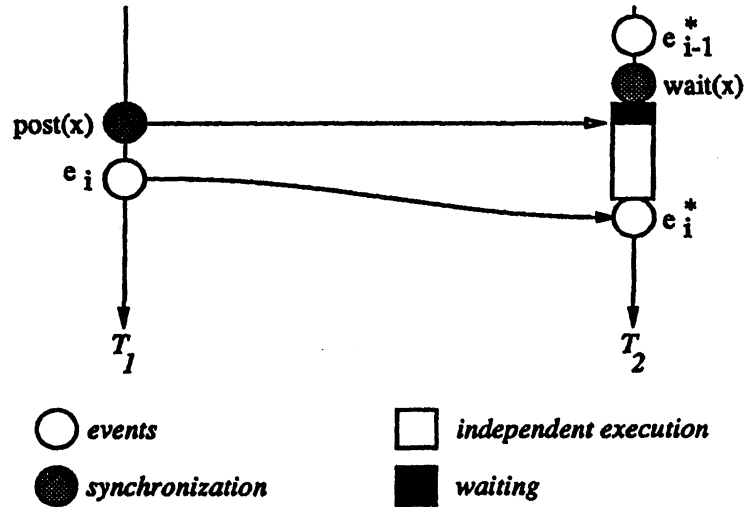 e*i-1
wait(x)
post(x)
e i
e*i
T1
T2
events
independent execution
synchronization
waiting